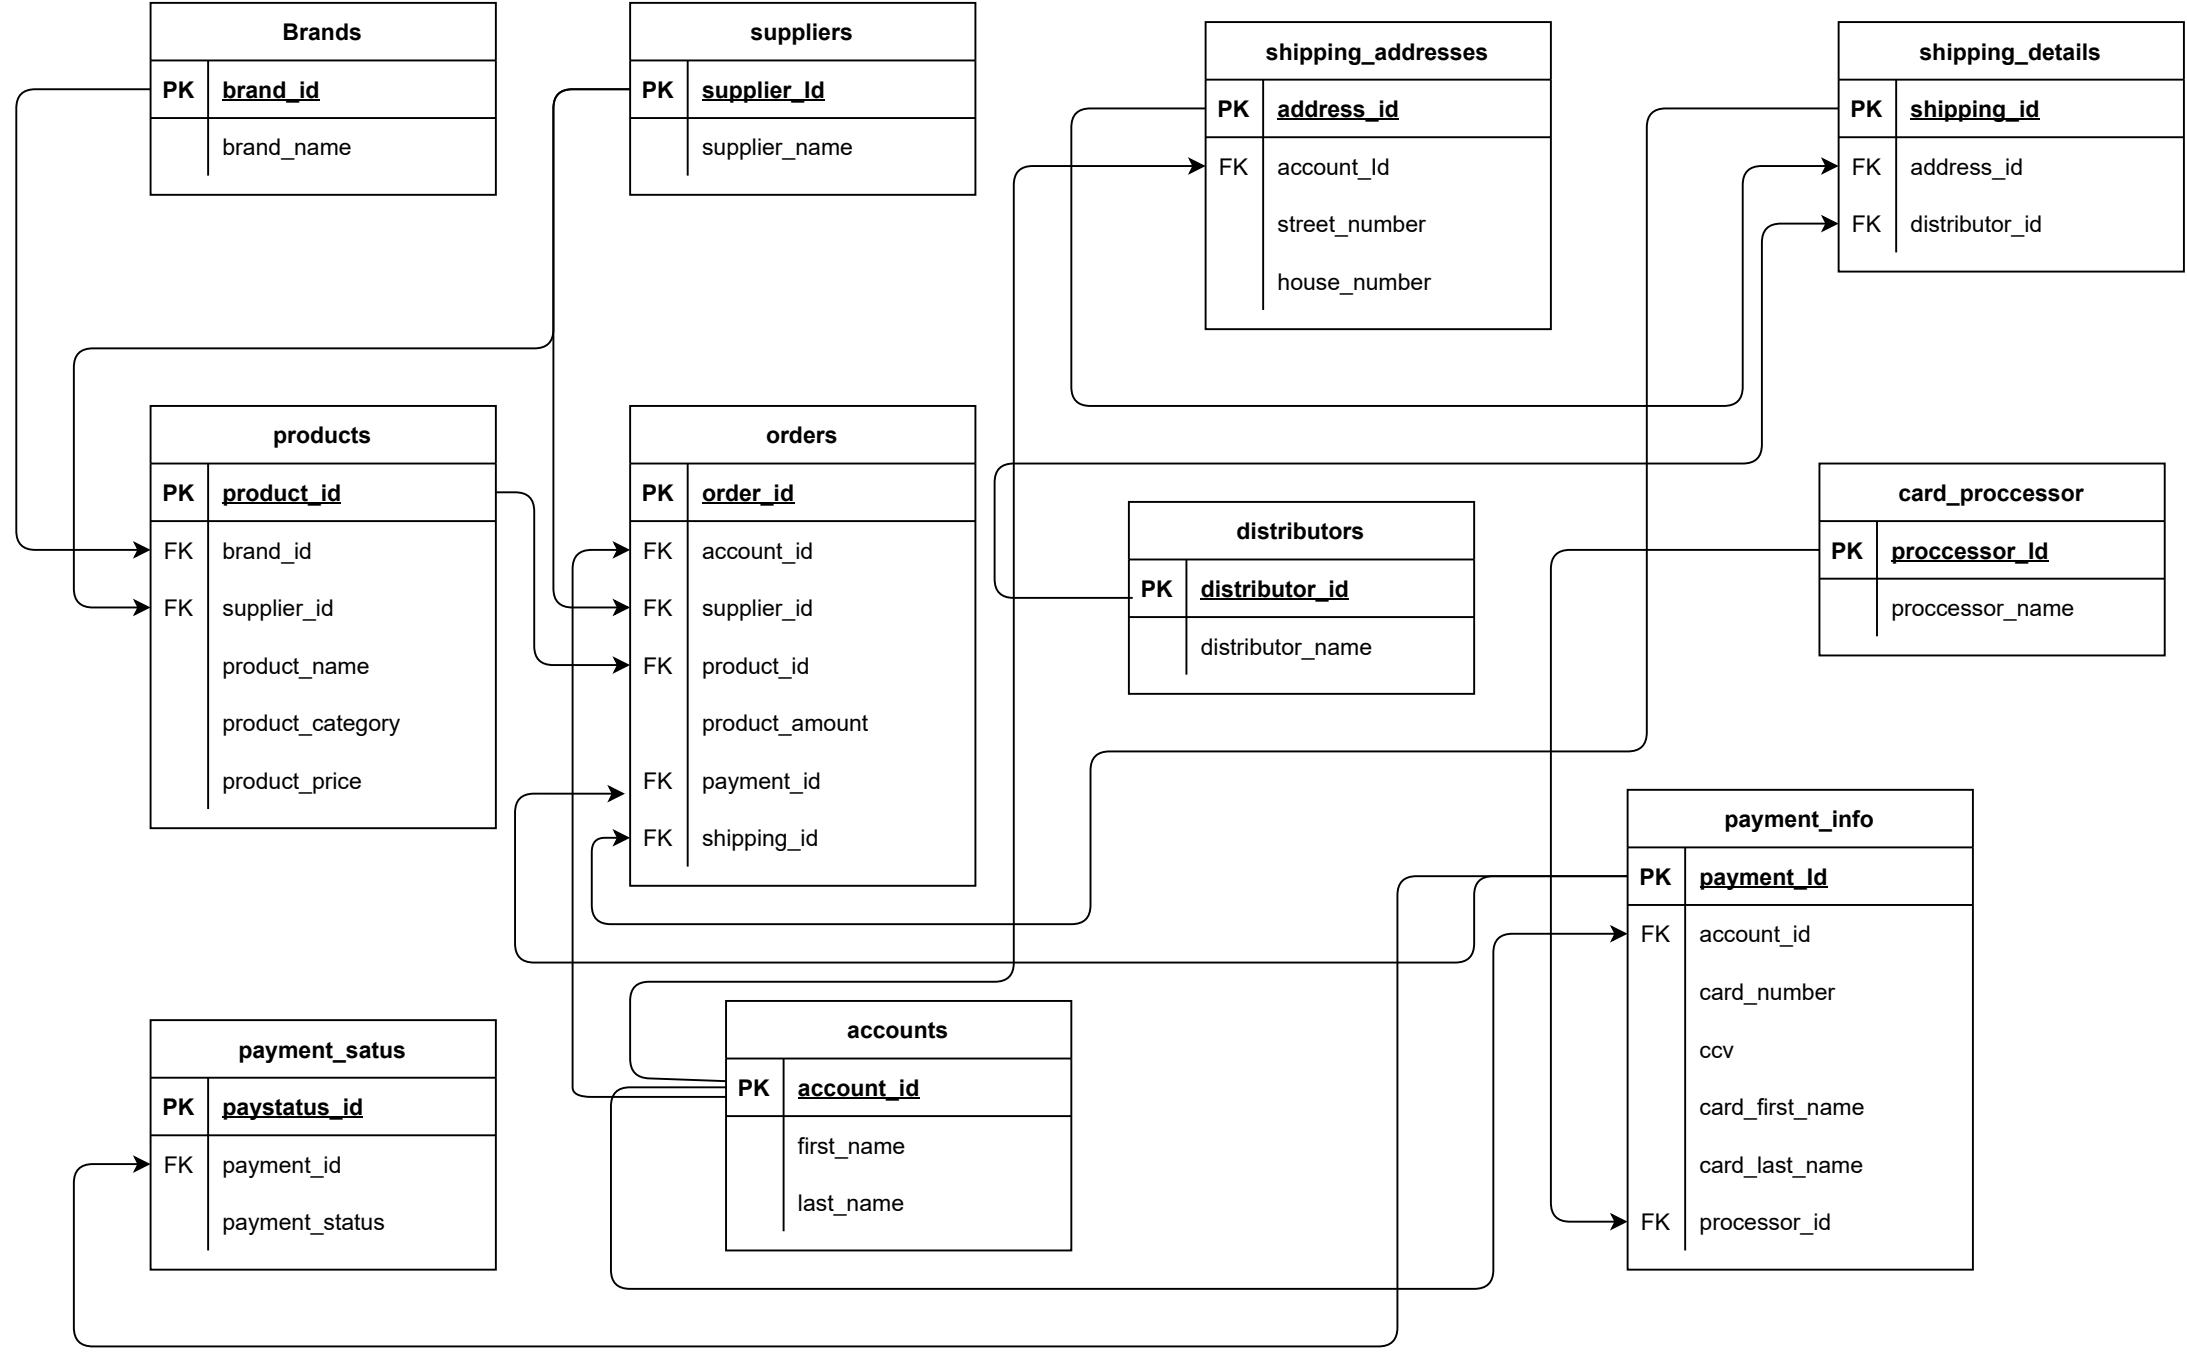 Brands
PK brand_id
brand_name
suppliers
PK supplier_Id
supplier_name
shipping_addresses
PK address_id
FK account_Id
street_number
house_number
shipping_details
PK shipping_id
FK address_id
FK distributor_id
products
PK product_id
FK brand_id
FK supplier_id
product_name
product_category
product_price
orders
PK order_id
FK account_id
FK supplier_id
FK product_id
product_amount
FK payment_id
FK shipping_id
distributors
PK distributor_id
distributor_name
card_proccessor
PK proccessor_Id
proccessor_name
payment_info
PK payment_Id
FK account_id
card_number
ccv
card_first_name
card_last_name
FK processor_id
payment_satus
PK paystatus_id
FK payment_id
payment_status
accounts
PK account_id
first_name
last_name